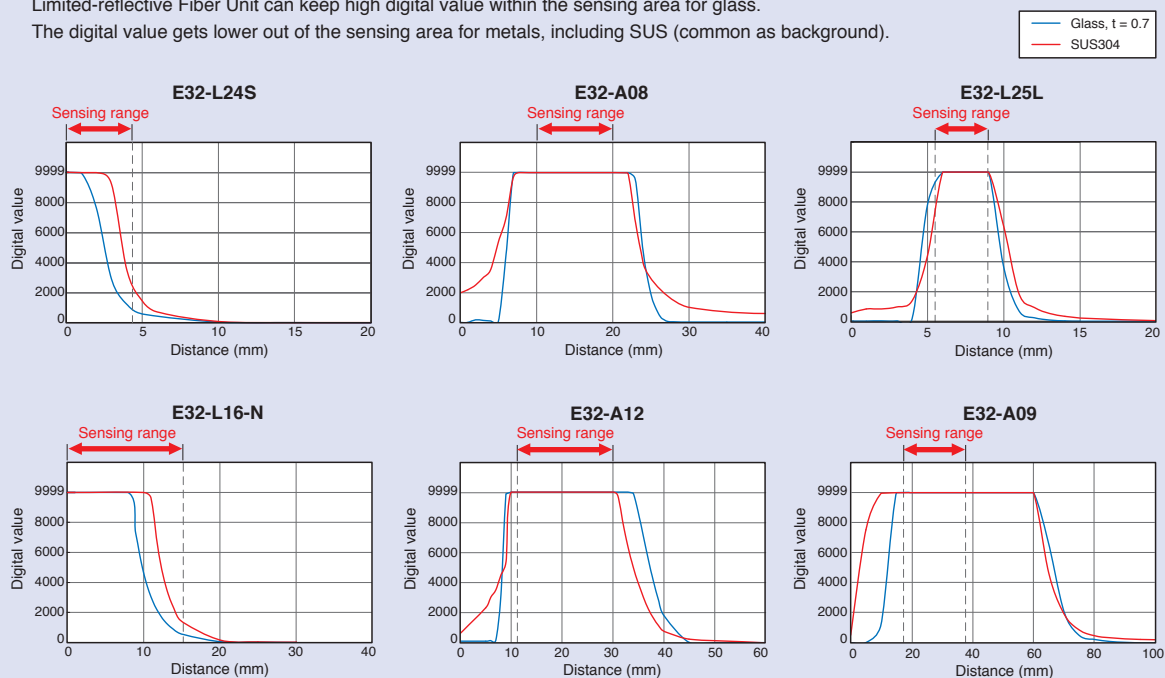 Limited-reflective Fiber Unit can keep high digital value within the sensing area for glass.
The digital value gets lower out of the sensing area for metals, including SUS (common as background).
Glass, t = 0.7
SUS304
E32-L24S
Sensing range
9999
8000
6000
4000
2000
0
Digital value
0 5 10 15 20
Distance (mm)
E32-A08
Sensing range
9999
8000
6000
4000
2000
0
Digital value
0 10 20 30 40
Distance (mm)
E32-L25L
Sensing range
9999
8000
6000
4000
2000
0
Digital value
0 5 10 15 20
Distance (mm)
E32-L16-N
Sensing range
9999
8000
6000
4000
2000
0
Digital value
0 10 20 30 40
Distance (mm)
E32-A12
Sensing range
9999
8000
6000
4000
2000
0
Digital value
0 10 20 30 40 50 60
Distance (mm)
E32-A09
Sensing range
9999
8000
6000
4000
2000
0
Digital value
0 20 40 60 80 100
Distance (mm)